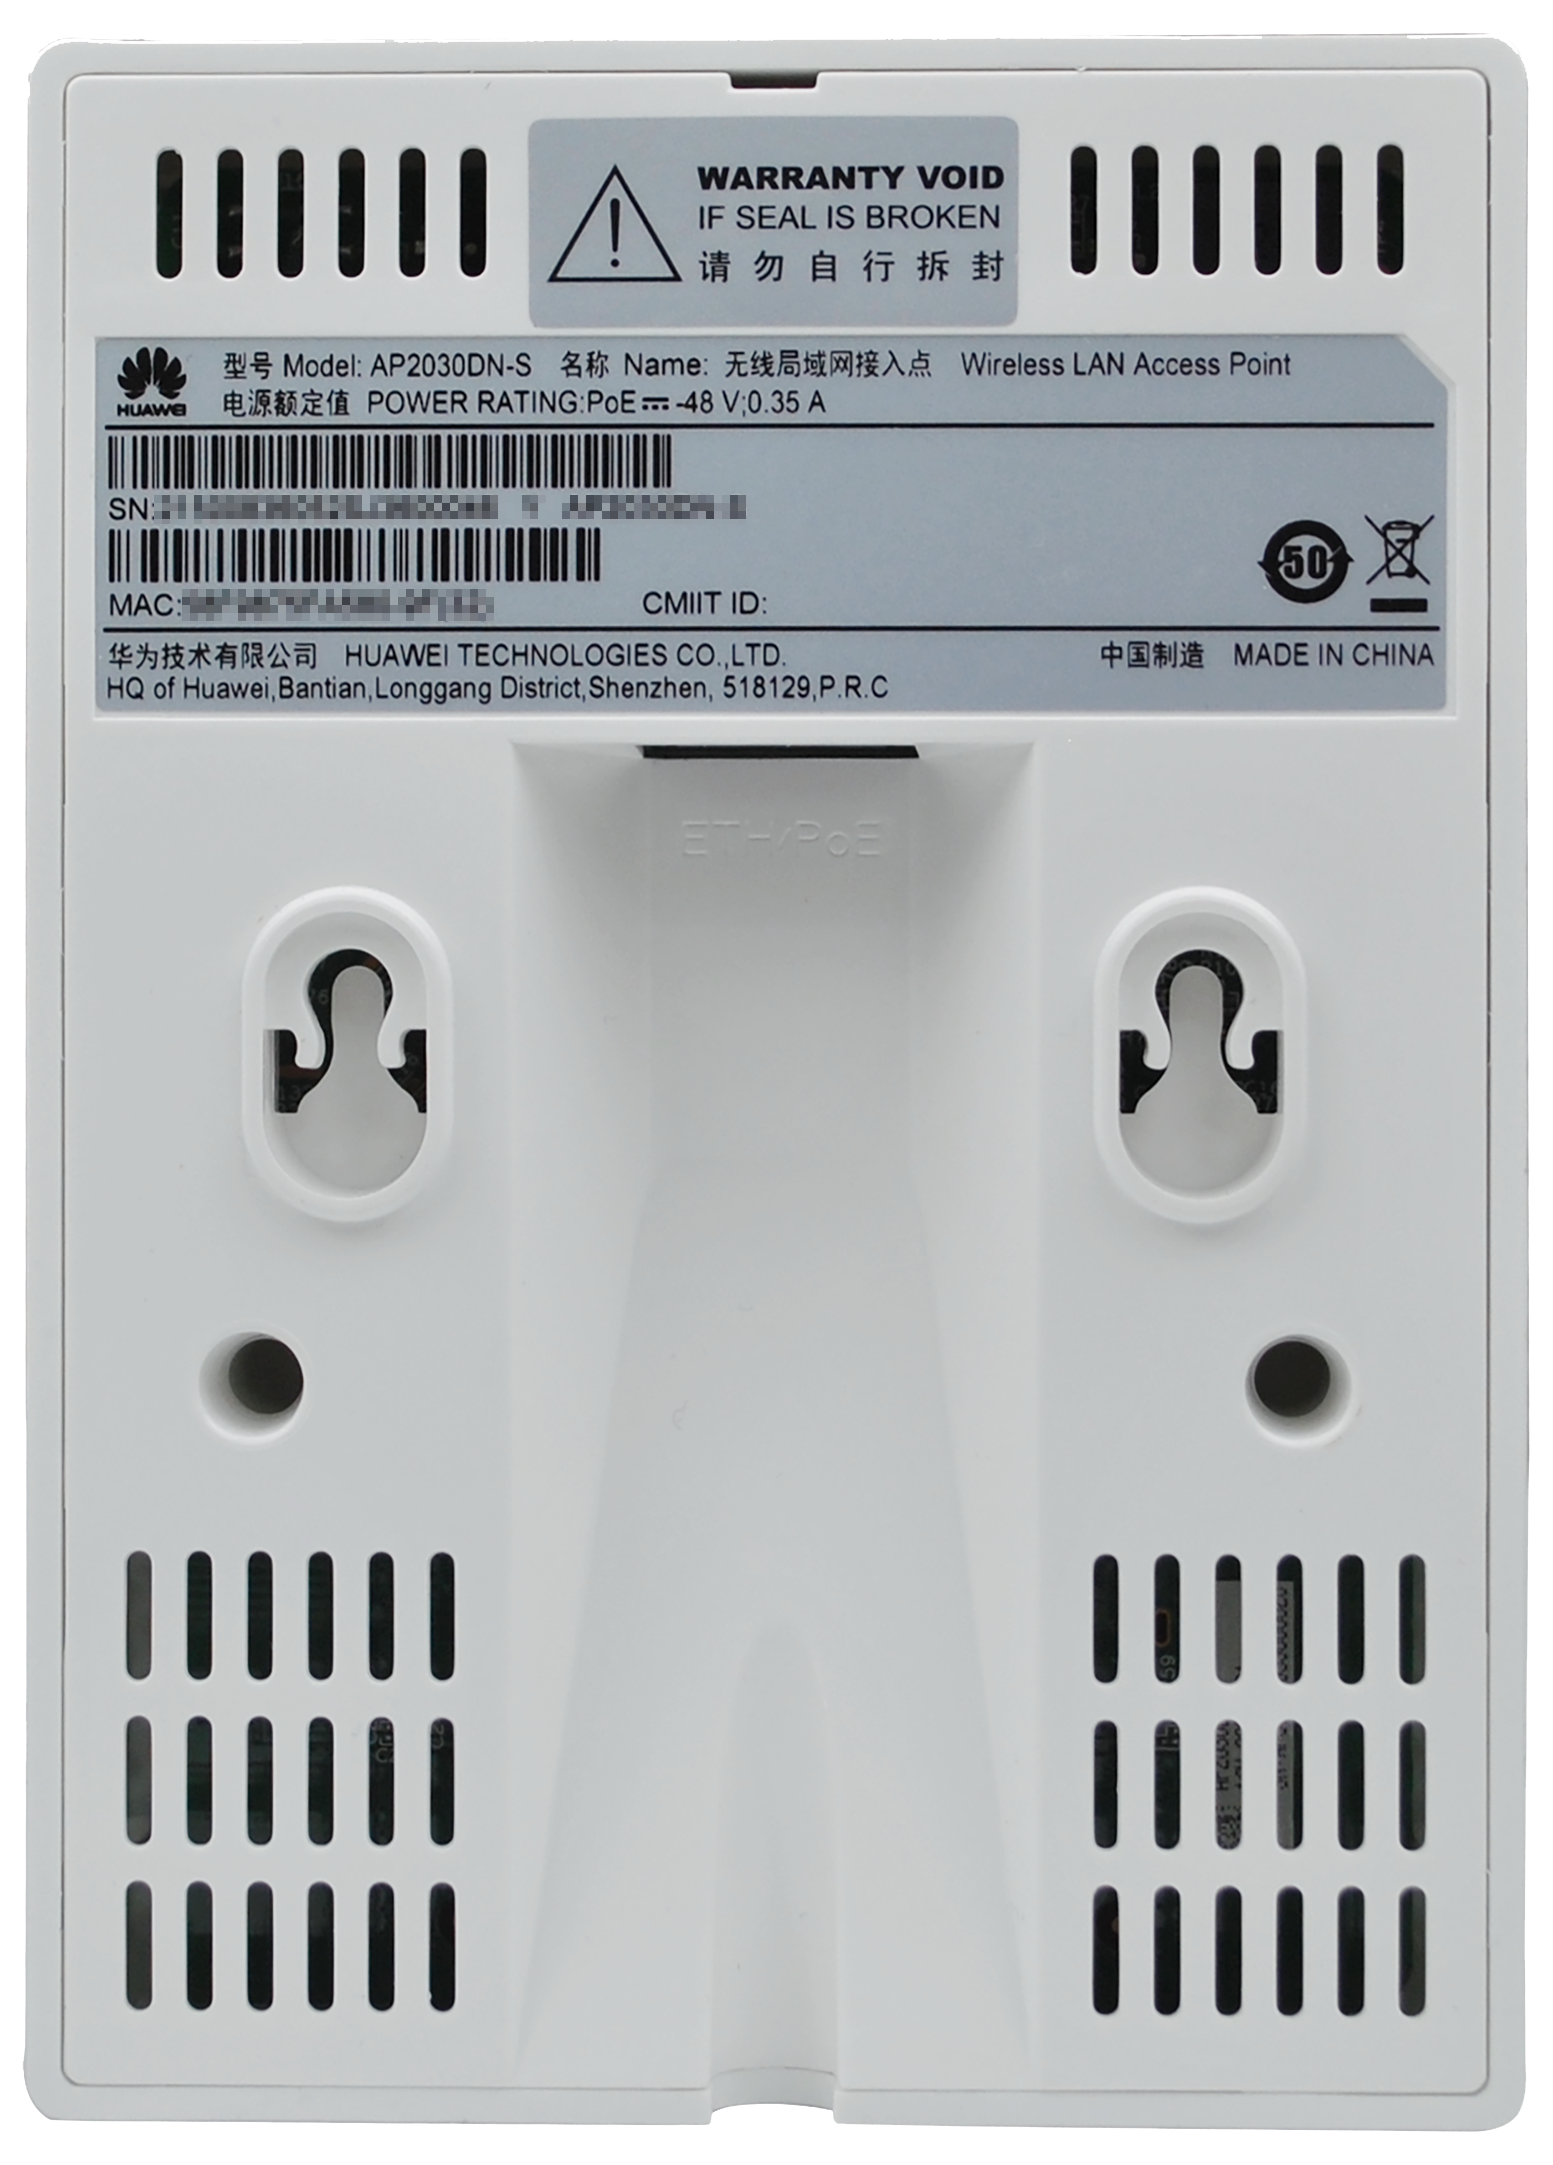 WARRANTY VOID
IF SEAL IS BROKEN
请勿自行拆封
HUAWEI
型号 Model: AP2030DN-S 名称 Name: 无线局域网接入点 Wireless LAN Access Point
电源额定值 POWER RATING:PoE⎓-48 V;0.35 A
SN:
50
MAC:
CMIIT ID:
华为技术有限公司 HUAWEI TECHNOLOGIES CO.,LTD.
中国制造 MADE IN CHINA
HQ of Huawei,Bantian,Longgang District,Shenzhen, 518129,P.R.C
ETH/PoE